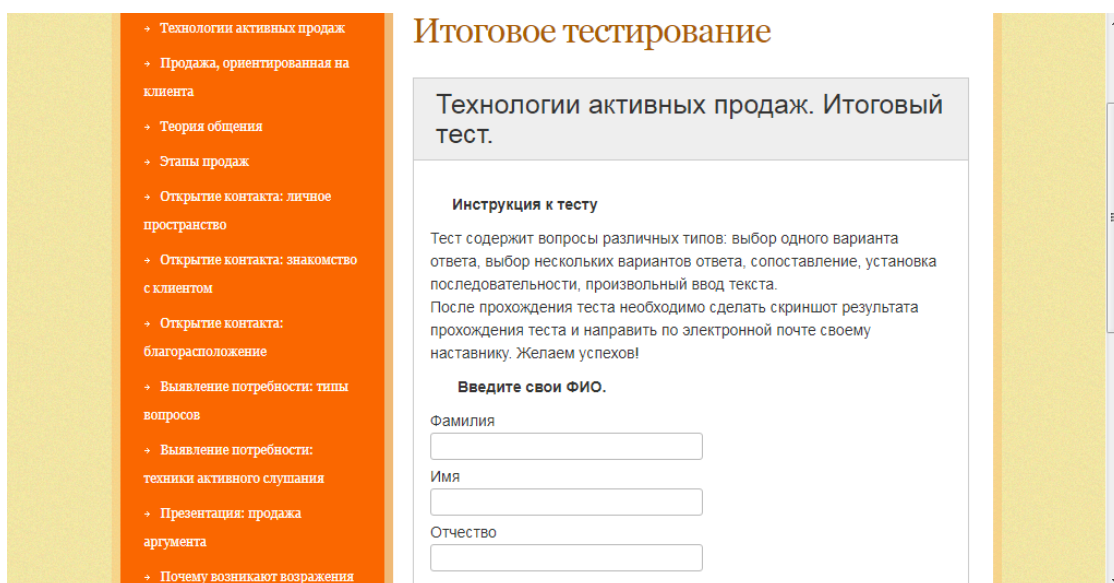 Технологии активных продаж
Продажа, ориентированная на
клиента
Теория общения
Этапы продаж
Открытие контакта: личное
пространство
Открытие контакта: знакомство
с клиентом
Открытие контакта:
благорасположение
Выявление потребности: типы
вопросов
Выявление потребности:
техники активного слушания
Презентация: продажа
аргумента
Почему возникают возражения
Итоговое тестирование
Технологии активных продаж. Итоговый
тест.
Инструкция к тесту
Тест содержит вопросы различных типов: выбор одного варианта
ответа, выбор нескольких вариантов ответа, сопоставление, установка
последовательности, произвольный ввод текста.
После прохождения теста необходимо сделать скриншот результата
прохождения теста и направить по электронной почте своему
наставнику. Желаем успехов!
Введите свои ФИО.
Фамилия
Имя
Отчество